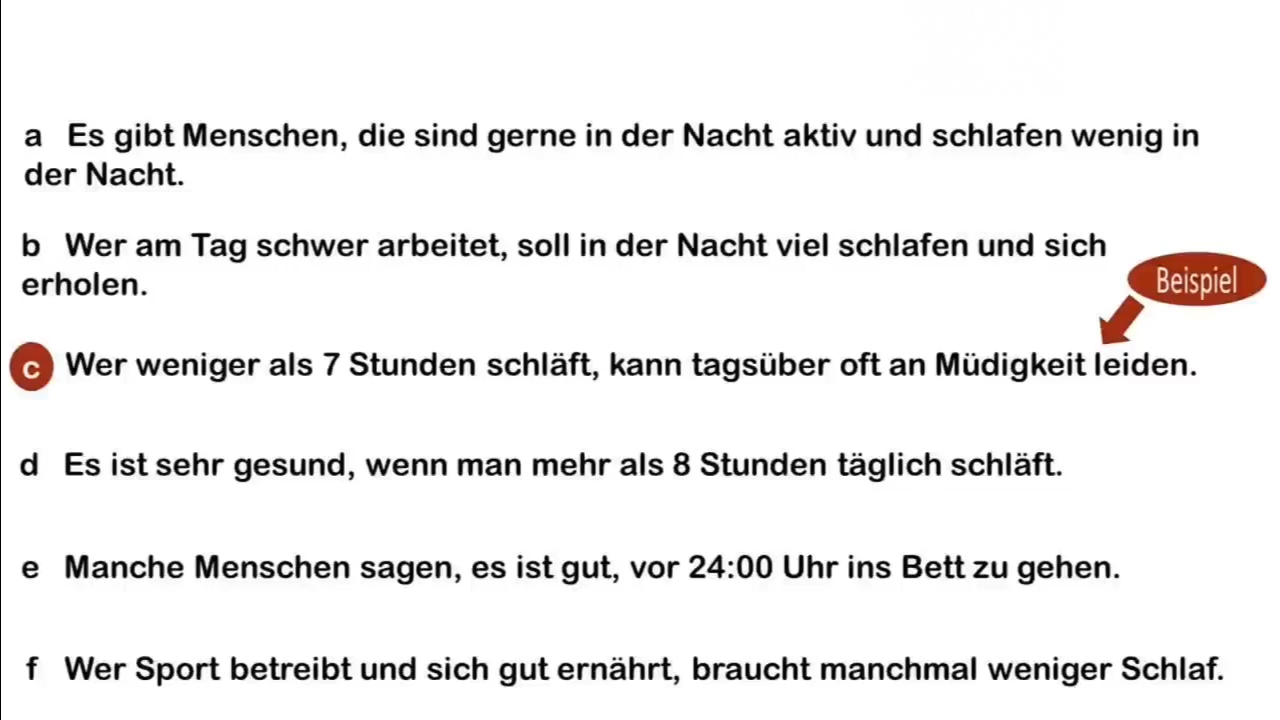 a Es gibt Menschen, die sind gerne in der Nacht aktiv und schlafen wenig in
der Nacht.
b Wer am Tag schwer arbeitet, soll in der Nacht viel schlafen und sich
erholen.
Beispiel
c Wer weniger als 7 Stunden schläft, kann tagsüber oft an Müdigkeit leiden.
d Es ist sehr gesund, wenn man mehr als 8 Stunden täglich schläft.
e Manche Menschen sagen, es ist gut, vor 24:00 Uhr ins Bett zu gehen.
f Wer Sport betreibt und sich gut ernährt, braucht manchmal weniger Schlaf.